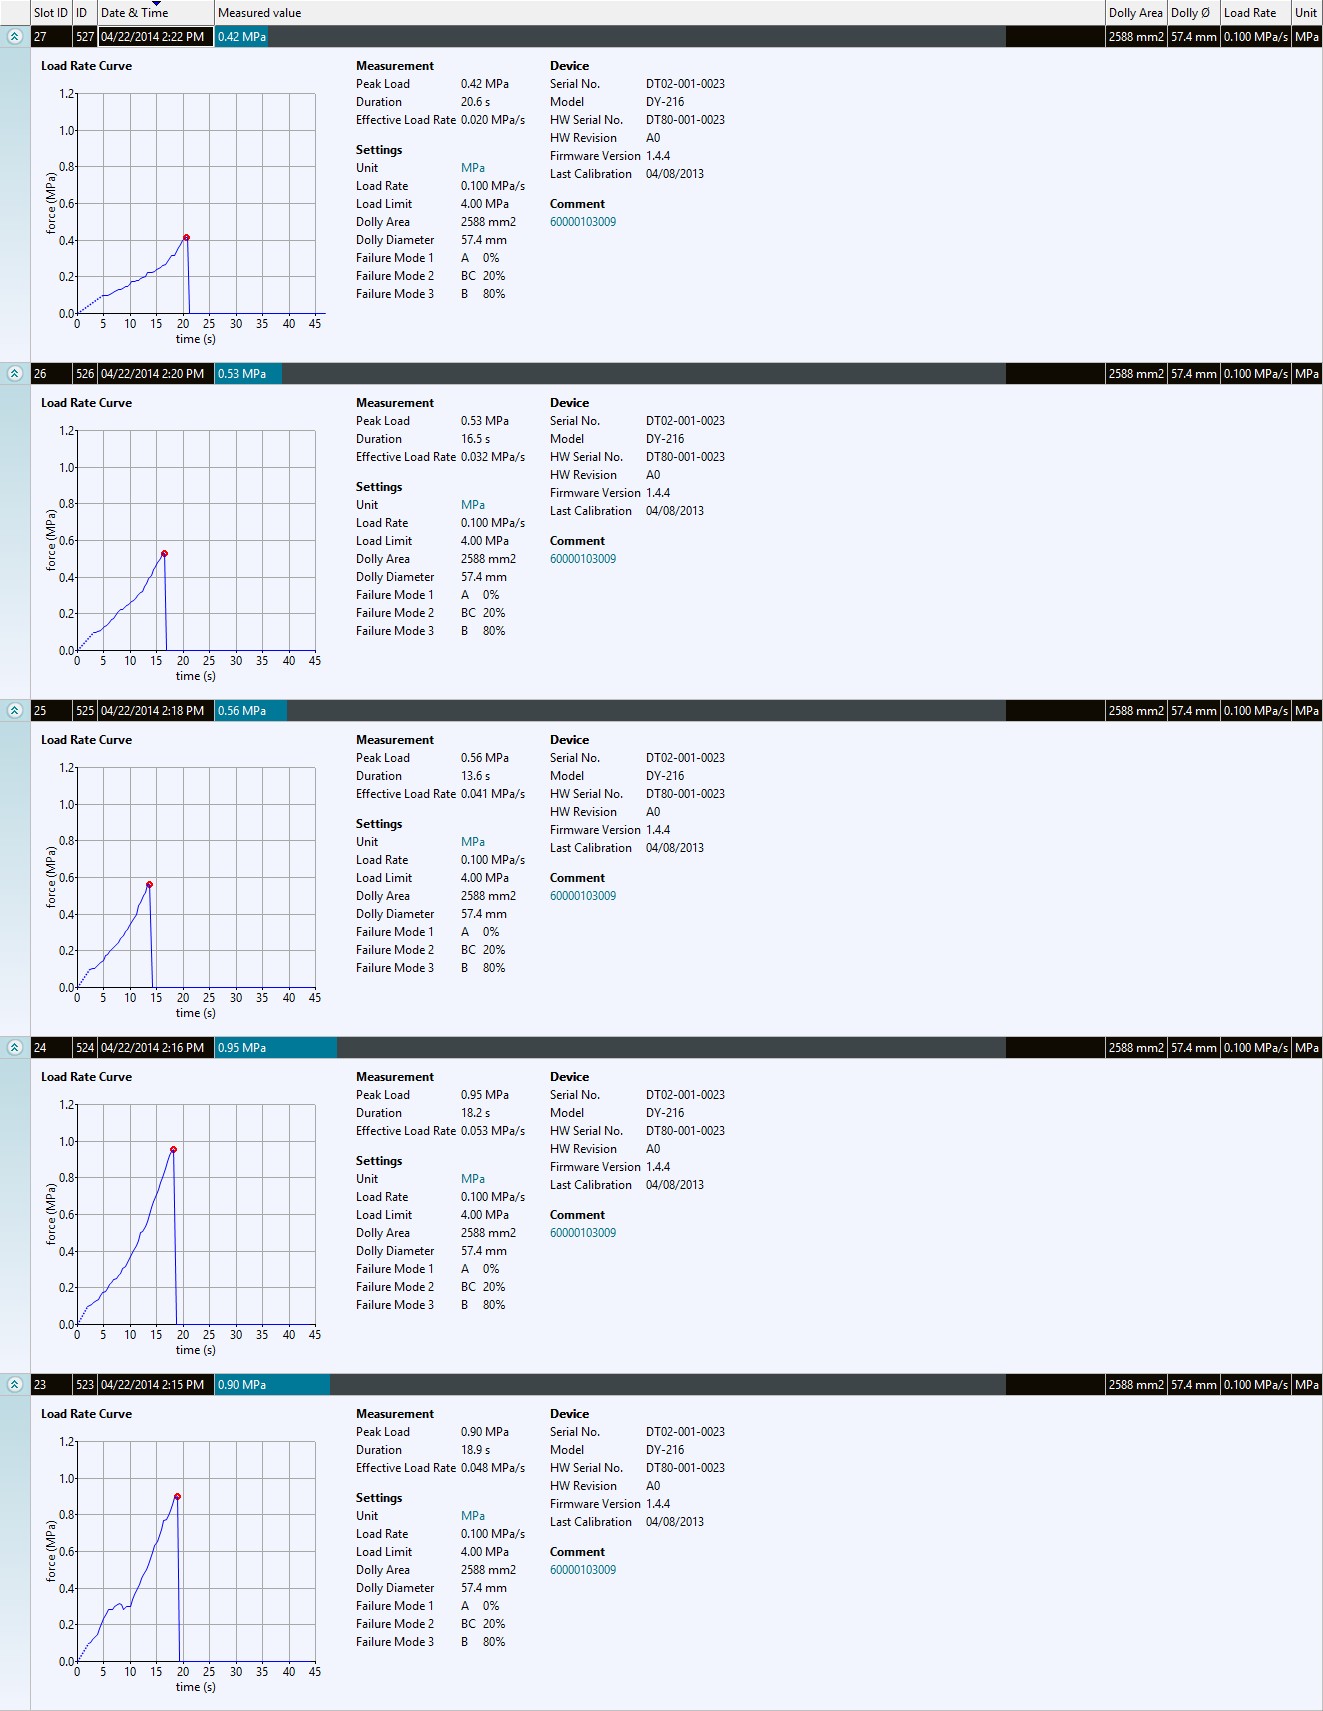 Slot ID ID Date & Time Measured value Dolly Area Dolly Ø Load Rate Unit
27 527 04/22/2014 2:22 PM 0.42 MPa 2588 mm2 57.4 mm 0.100 MPa/s MPa
Load Rate Curve
1.2
1.0
0.8
0.6
0.4
0.2
0.0
force (MPa)
0 5 10 15 20 25 30 35 40 45
time (s)
Measurement
Peak Load 0.42 MPa
Duration 20.6 s
Effective Load Rate 0.020 MPa/s
Settings
Unit MPa
Load Rate 0.100 MPa/s
Load Limit 4.00 MPa
Dolly Area 2588 mm2
Dolly Diameter 57.4 mm
Failure Mode 1 A 0%
Failure Mode 2 BC 20%
Failure Mode 3 B 80%
Device
Serial No. DT02-001-0023
Model DY-216
HW Serial No. DT80-001-0023
HW Revision A0
Firmware Version 1.4.4
Last Calibration 04/08/2013
Comment
60000103009
26 526 04/22/2014 2:20 PM 0.53 MPa 2588 mm2 57.4 mm 0.100 MPa/s MPa
Load Rate Curve
1.2
1.0
0.8
0.6
0.4
0.2
0.0
force (MPa)
0 5 10 15 20 25 30 35 40 45
time (s)
Measurement
Peak Load 0.53 MPa
Duration 16.5 s
Effective Load Rate 0.032 MPa/s
Settings
Unit MPa
Load Rate 0.100 MPa/s
Load Limit 4.00 MPa
Dolly Area 2588 mm2
Dolly Diameter 57.4 mm
Failure Mode 1 A 0%
Failure Mode 2 BC 20%
Failure Mode 3 B 80%
Device
Serial No. DT02-001-0023
Model DY-216
HW Serial No. DT80-001-0023
HW Revision A0
Firmware Version 1.4.4
Last Calibration 04/08/2013
Comment
60000103009
25 525 04/22/2014 2:18 PM 0.56 MPa 2588 mm2 57.4 mm 0.100 MPa/s MPa
Load Rate Curve
1.2
1.0
0.8
0.6
0.4
0.2
0.0
force (MPa)
0 5 10 15 20 25 30 35 40 45
time (s)
Measurement
Peak Load 0.56 MPa
Duration 13.6 s
Effective Load Rate 0.041 MPa/s
Settings
Unit MPa
Load Rate 0.100 MPa/s
Load Limit 4.00 MPa
Dolly Area 2588 mm2
Dolly Diameter 57.4 mm
Failure Mode 1 A 0%
Failure Mode 2 BC 20%
Failure Mode 3 B 80%
Device
Serial No. DT02-001-0023
Model DY-216
HW Serial No. DT80-001-0023
HW Revision A0
Firmware Version 1.4.4
Last Calibration 04/08/2013
Comment
60000103009
24 524 04/22/2014 2:16 PM 0.95 MPa 2588 mm2 57.4 mm 0.100 MPa/s MPa
Load Rate Curve
1.2
1.0
0.8
0.6
0.4
0.2
0.0
force (MPa)
0 5 10 15 20 25 30 35 40 45
time (s)
Measurement
Peak Load 0.95 MPa
Duration 18.2 s
Effective Load Rate 0.053 MPa/s
Settings
Unit MPa
Load Rate 0.100 MPa/s
Load Limit 4.00 MPa
Dolly Area 2588 mm2
Dolly Diameter 57.4 mm
Failure Mode 1 A 0%
Failure Mode 2 BC 20%
Failure Mode 3 B 80%
Device
Serial No. DT02-001-0023
Model DY-216
HW Serial No. DT80-001-0023
HW Revision A0
Firmware Version 1.4.4
Last Calibration 04/08/2013
Comment
60000103009
23 523 04/22/2014 2:15 PM 0.90 MPa 2588 mm2 57.4 mm 0.100 MPa/s MPa
Load Rate Curve
1.2
1.0
0.8
0.6
0.4
0.2
0.0
force (MPa)
0 5 10 15 20 25 30 35 40 45
time (s)
Measurement
Peak Load 0.90 MPa
Duration 18.9 s
Effective Load Rate 0.048 MPa/s
Settings
Unit MPa
Load Rate 0.100 MPa/s
Load Limit 4.00 MPa
Dolly Area 2588 mm2
Dolly Diameter 57.4 mm
Failure Mode 1 A 0%
Failure Mode 2 BC 20%
Failure Mode 3 B 80%
Device
Serial No. DT02-001-0023
Model DY-216
HW Serial No. DT80-001-0023
HW Revision A0
Firmware Version 1.4.4
Last Calibration 04/08/2013
Comment
60000103009